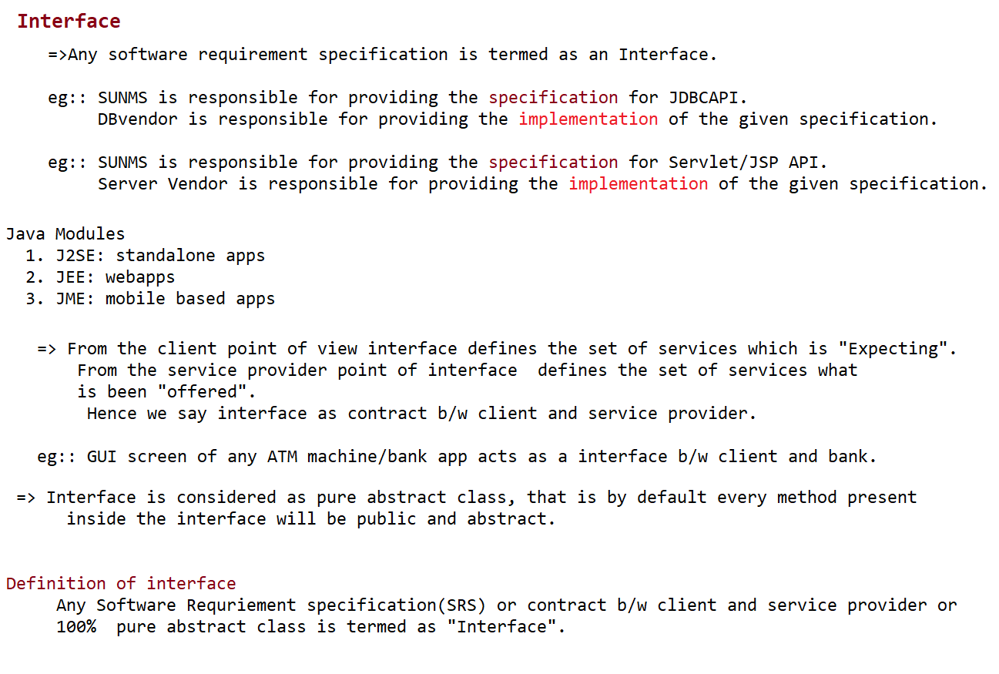 Interface
=>Any software requirement specification is termed as an Interface.
eg:: SUNMS is responsible for providing the specification for JDBCAPI.
DBvendor is responsible for providing the implementation of the given specification.
eg:: SUNMS is responsible for providing the specification for Servlet/JSP API.
Server Vendor is responsible for providing the implementation of the given specification.
Java Modules
1. J2SE: standalone apps
2. JEE: webapps
3. JME: mobile based apps
=> From the client point of view interface defines the set of services which is "Expecting".
From the service provider point of interface  defines the set of services what
is been "offered".
Hence we say interface as contract b/w client and service provider.
eg:: GUI screen of any ATM machine/bank app acts as a interface b/w client and bank.
=> Interface is considered as pure abstract class, that is by default every method present
inside the interface will be public and abstract.
Definition of interface
Any Software Requriement specification(SRS) or contract b/w client and service provider or
100%  pure abstract class is termed as "Interface".